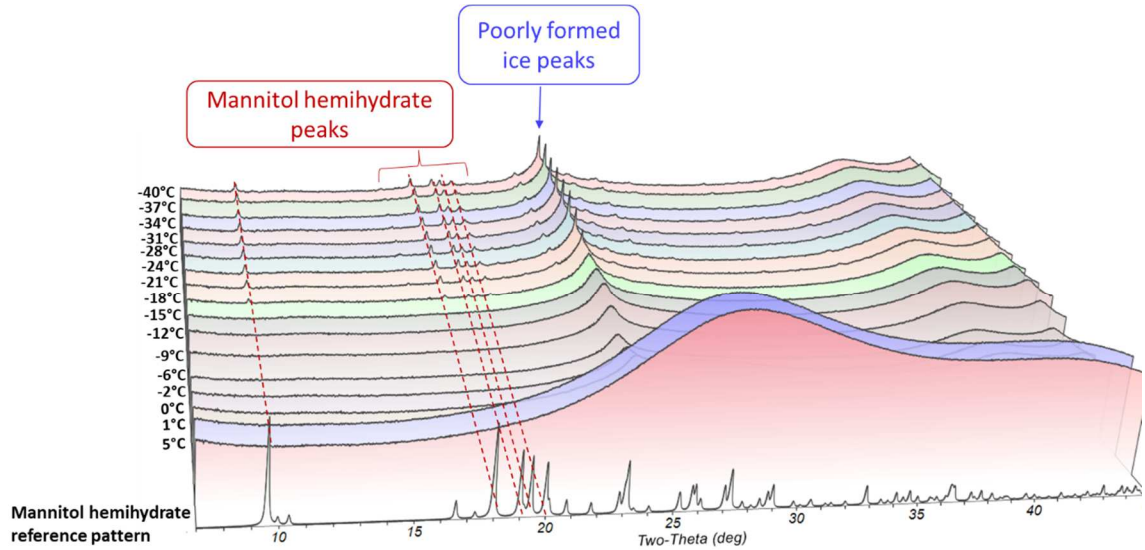 Poorly formed
ice peaks
Mannitol hemihydrate
peaks
-40°C
-37°C
-34°C
-31°C
-28°C
-24°C
-21°C
-18°C
-15°C
-12°C
-9°C
-6°C
-2°C
0°C
1°C
5°C
Mannitol hemihydrate
reference pattern
15
20
25
30
35
40
Two-Theta (deg)